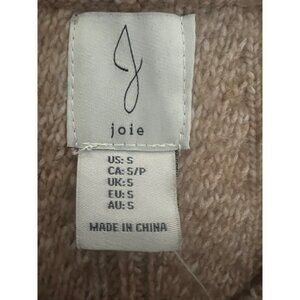 joie
US: S
CA: S/P
UK: S
EU: S
AU: S
MADE IN CHINA